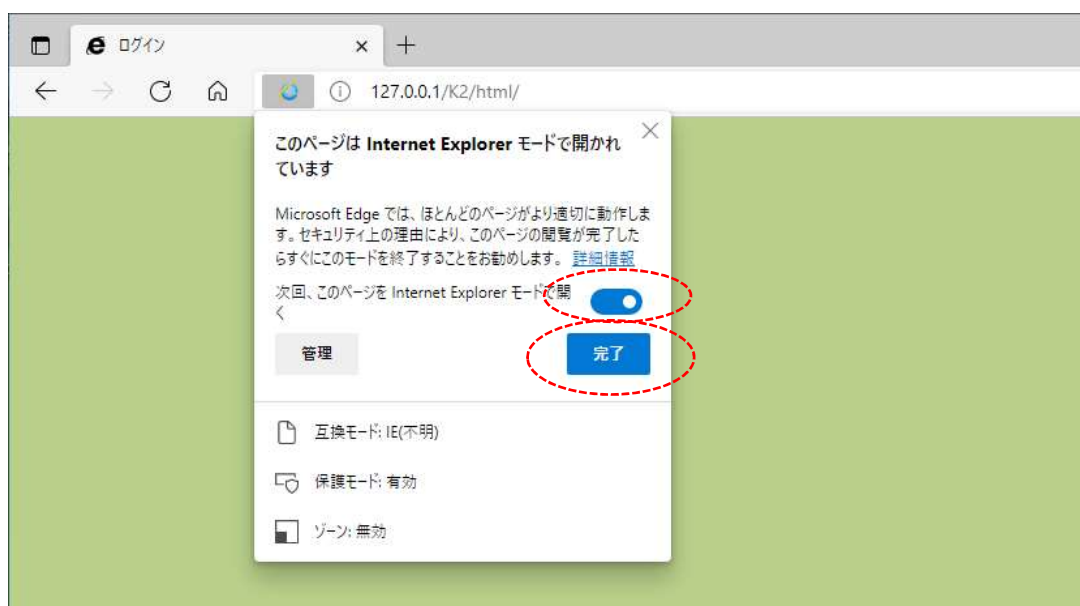 ログイン
127.0.0.1/K2/html/
このページは Internet Explorer モードで開かれ
ています
Microsoft Edge では、ほとんどのページがより適切に動作しま
す。セキュリティ上の理由により、このページの閲覧が完了した
らすぐにこのモードを終了することをお勧めします。 詳細情報
次回、このページを Internet Explorer モードで開
く
管理
完了
互換モード: IE(不明)
保護モード: 有効
ゾーン: 無効